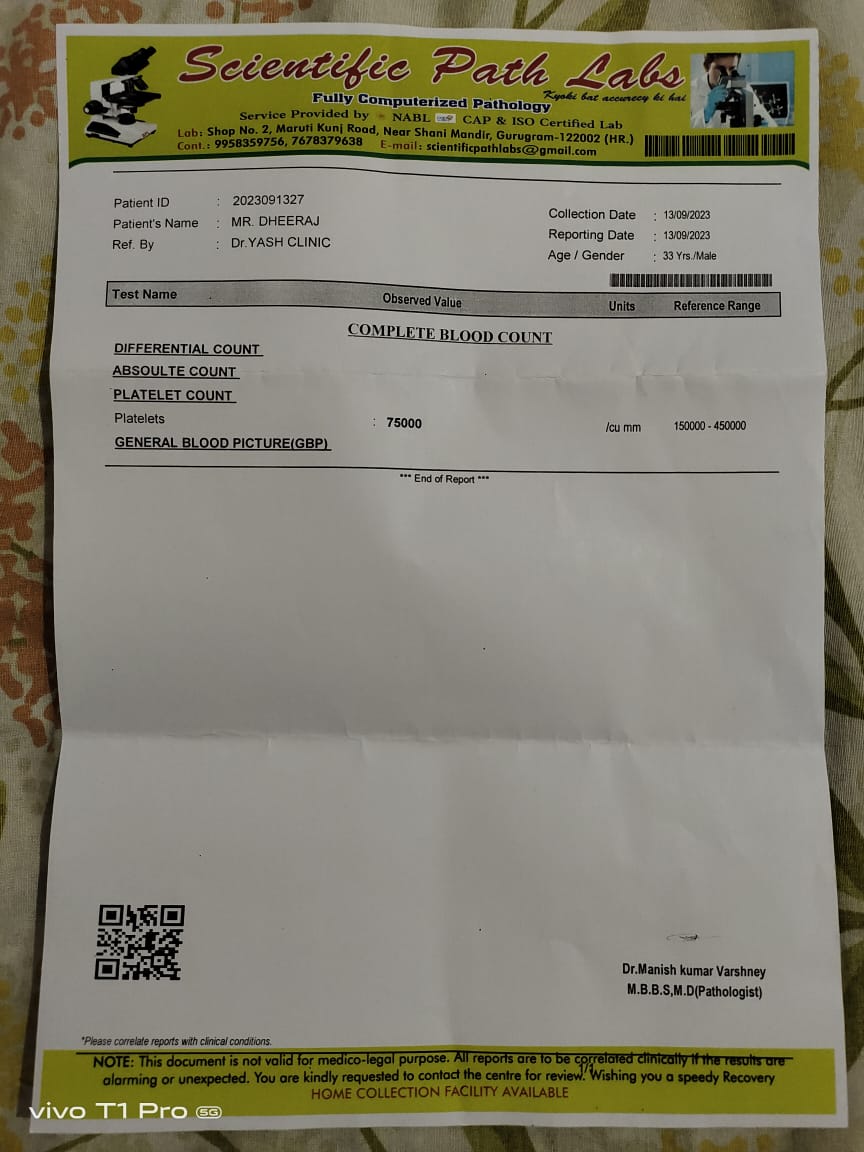 Scientific Path Labs
Kyoki bat accurecy ki hai
Fully Computerized Pathology
Service Provided by NABL CAP & ISO Certified Lab
Lab: Shop No. 2, Maruti Kunj Road, Near Shani Mandir, Gurugram-122002 (HR.)
Cont.: 9958359756, 7678379638 E-mail: scientificpathlabs@gmail.com
Patient ID : 2023091327
Patient's Name : MR. DHEERAJ
Ref. By : Dr.YASH CLINIC
Collection Date : 13/09/2023
Reporting Date : 13/09/2023
Age / Gender : 33 Yrs./Male
Test Name Observed Value Units Reference Range
COMPLETE BLOOD COUNT
DIFFERENTIAL COUNT
ABSOULTE COUNT
PLATELET COUNT
Platelets : 75000 /cu mm 150000 - 450000
GENERAL BLOOD PICTURE(GBP)
*** End of Report ***
Dr.Manish kumar Varshney
M.B.B.S,M.D(Pathologist)
*Please correlate reports with clinical conditions.
NOTE: This document is not valid for medico-legal purpose. All reports are to be correlated clinically if the results are
1/1
alarming or unexpected. You are kindly requested to contact the centre for review. Wishing you a speedy Recovery
HOME COLLECTION FACILITY AVAILABLE
vivo T1 Pro 5G